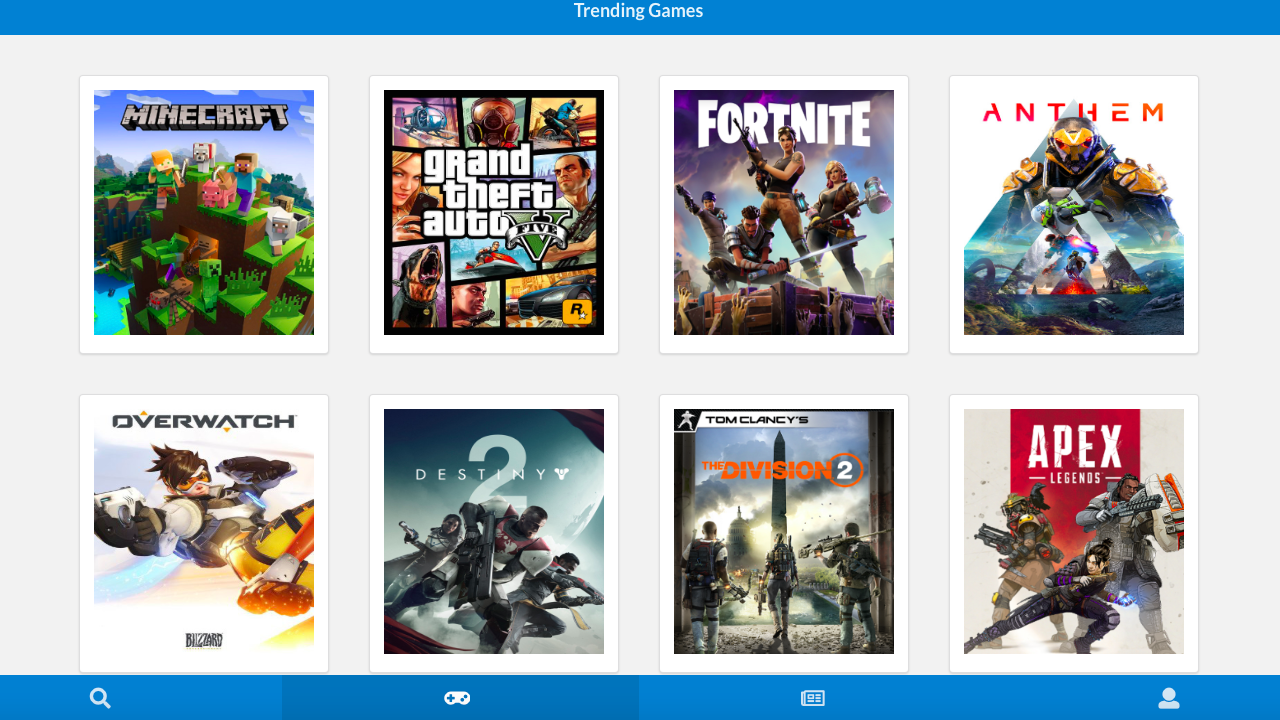 Trending Games
MINECRAFT
grand
theft
auto
V
FIVE
R
FORTNITE
ANTHEM
OVERWATCH
BLIZZARD
2
DESTINY
TOM CLANCY'S
THE DIVISION 2
APEX
LEGENDS